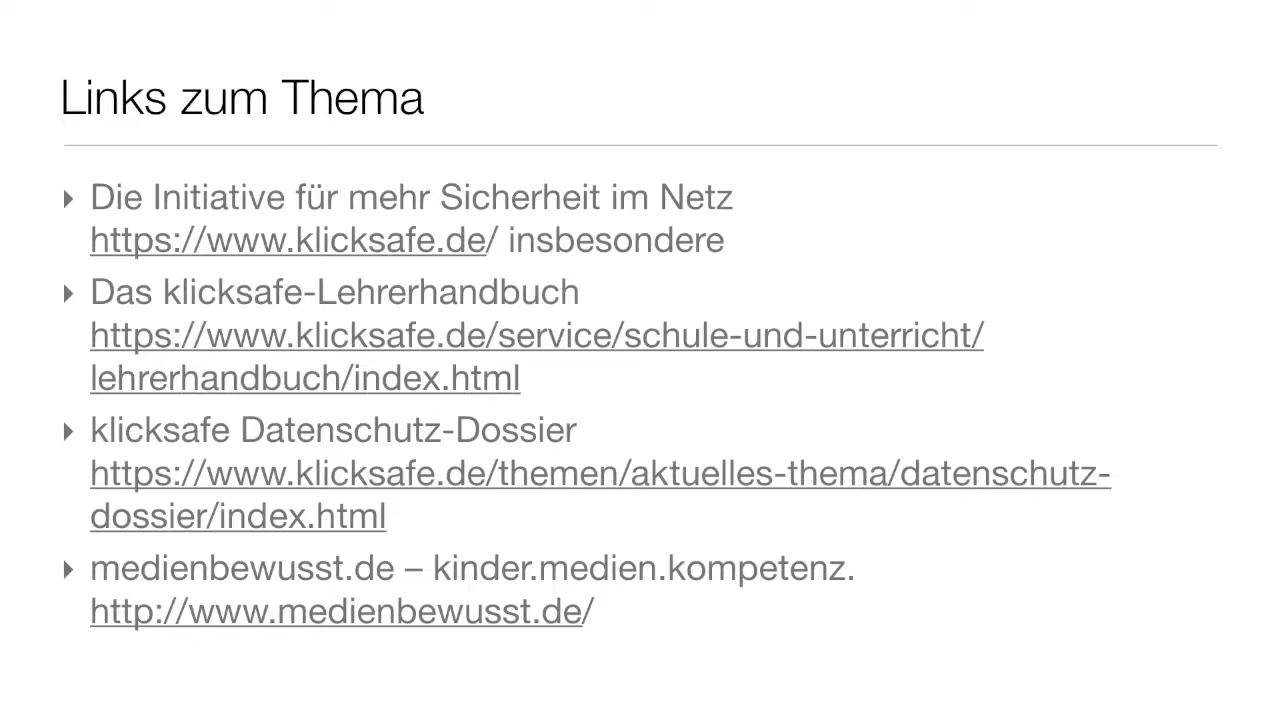 Links zum Thema
‣ Die Initiative für mehr Sicherheit im Netz
https://www.klicksafe.de/ insbesondere
‣ Das klicksafe-Lehrerhandbuch
https://www.klicksafe.de/service/schule-und-unterricht/
lehrerhandbuch/index.html
‣ klicksafe Datenschutz-Dossier
https://www.klicksafe.de/themen/aktuelles-thema/datenschutz-
dossier/index.html
‣ medienbewusst.de – kinder.medien.kompetenz.
http://www.medienbewusst.de/